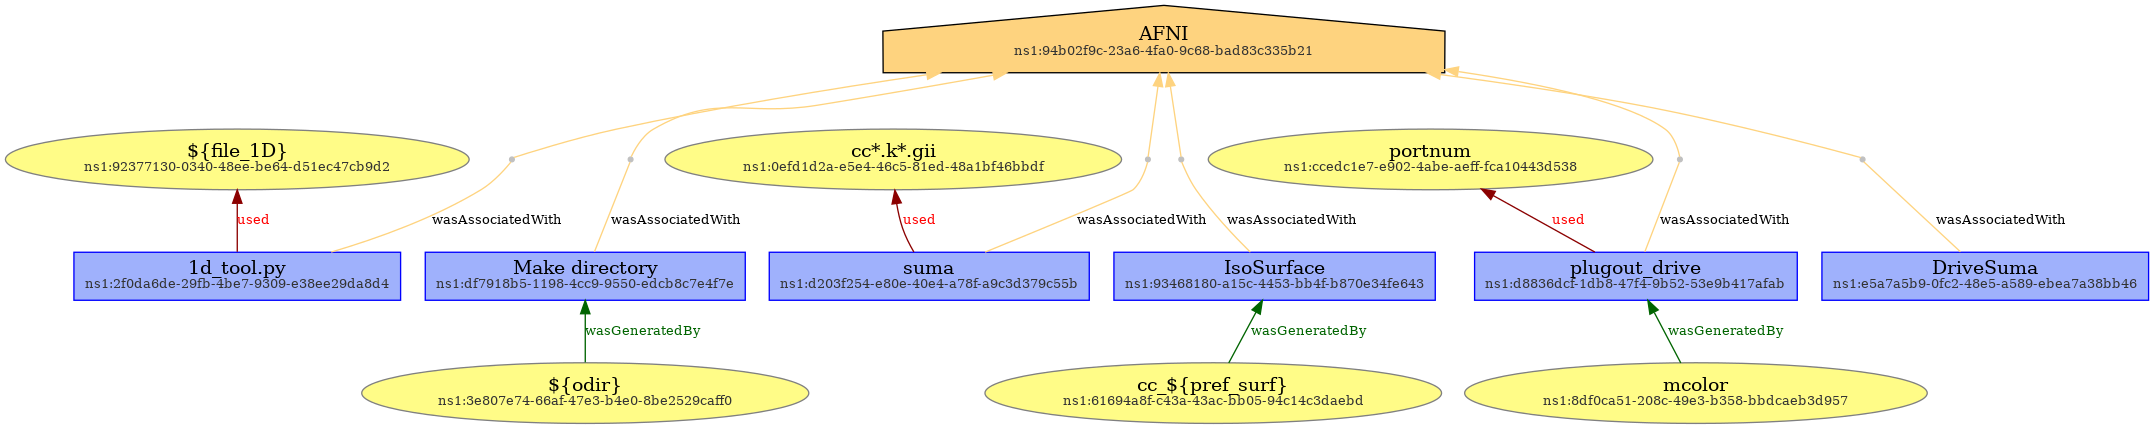 AFNI
ns1:94b02f9c-23a6-4fa0-9c68-bad83c335b21
${file_1D}
ns1:92377130-0340-48ee-be64-d51ec47cb9d2
cc*.k*.gii
ns1:0efd1d2a-e5e4-46c5-81ed-48a1bf46bbdf
portnum
ns1:ccedc1e7-e902-4abe-aeff-fca10443d538
used
wasAssociatedWith
wasAssociatedWith
used
wasAssociatedWith
wasAssociatedWith
used
wasAssociatedWith
wasAssociatedWith
1d_tool.py
ns1:2f0da6de-29fb-4be7-9309-e38ee29da8d4
Make directory
ns1:df7918b5-1198-4cc9-9550-edcb8c7e4f7e
suma
ns1:d203f254-e80e-40e4-a78f-a9c3d379c55b
IsoSurface
ns1:93468180-a15c-4453-bb4f-b870e34fe643
plugout_drive
ns1:d8836dcf-1db8-47f4-9b52-53e9b417afab
DriveSuma
ns1:e5a7a5b9-0fc2-48e5-a589-ebea7a38bb46
wasGeneratedBy
wasGeneratedBy
wasGeneratedBy
${odir}
ns1:3e807e74-66af-47e3-b4e0-8be2529caff0
cc_${pref_surf}
ns1:61694a8f-c43a-43ac-bb05-94c14c3daebd
mcolor
ns1:8df0ca51-208c-49e3-b358-bbdcaeb3d957